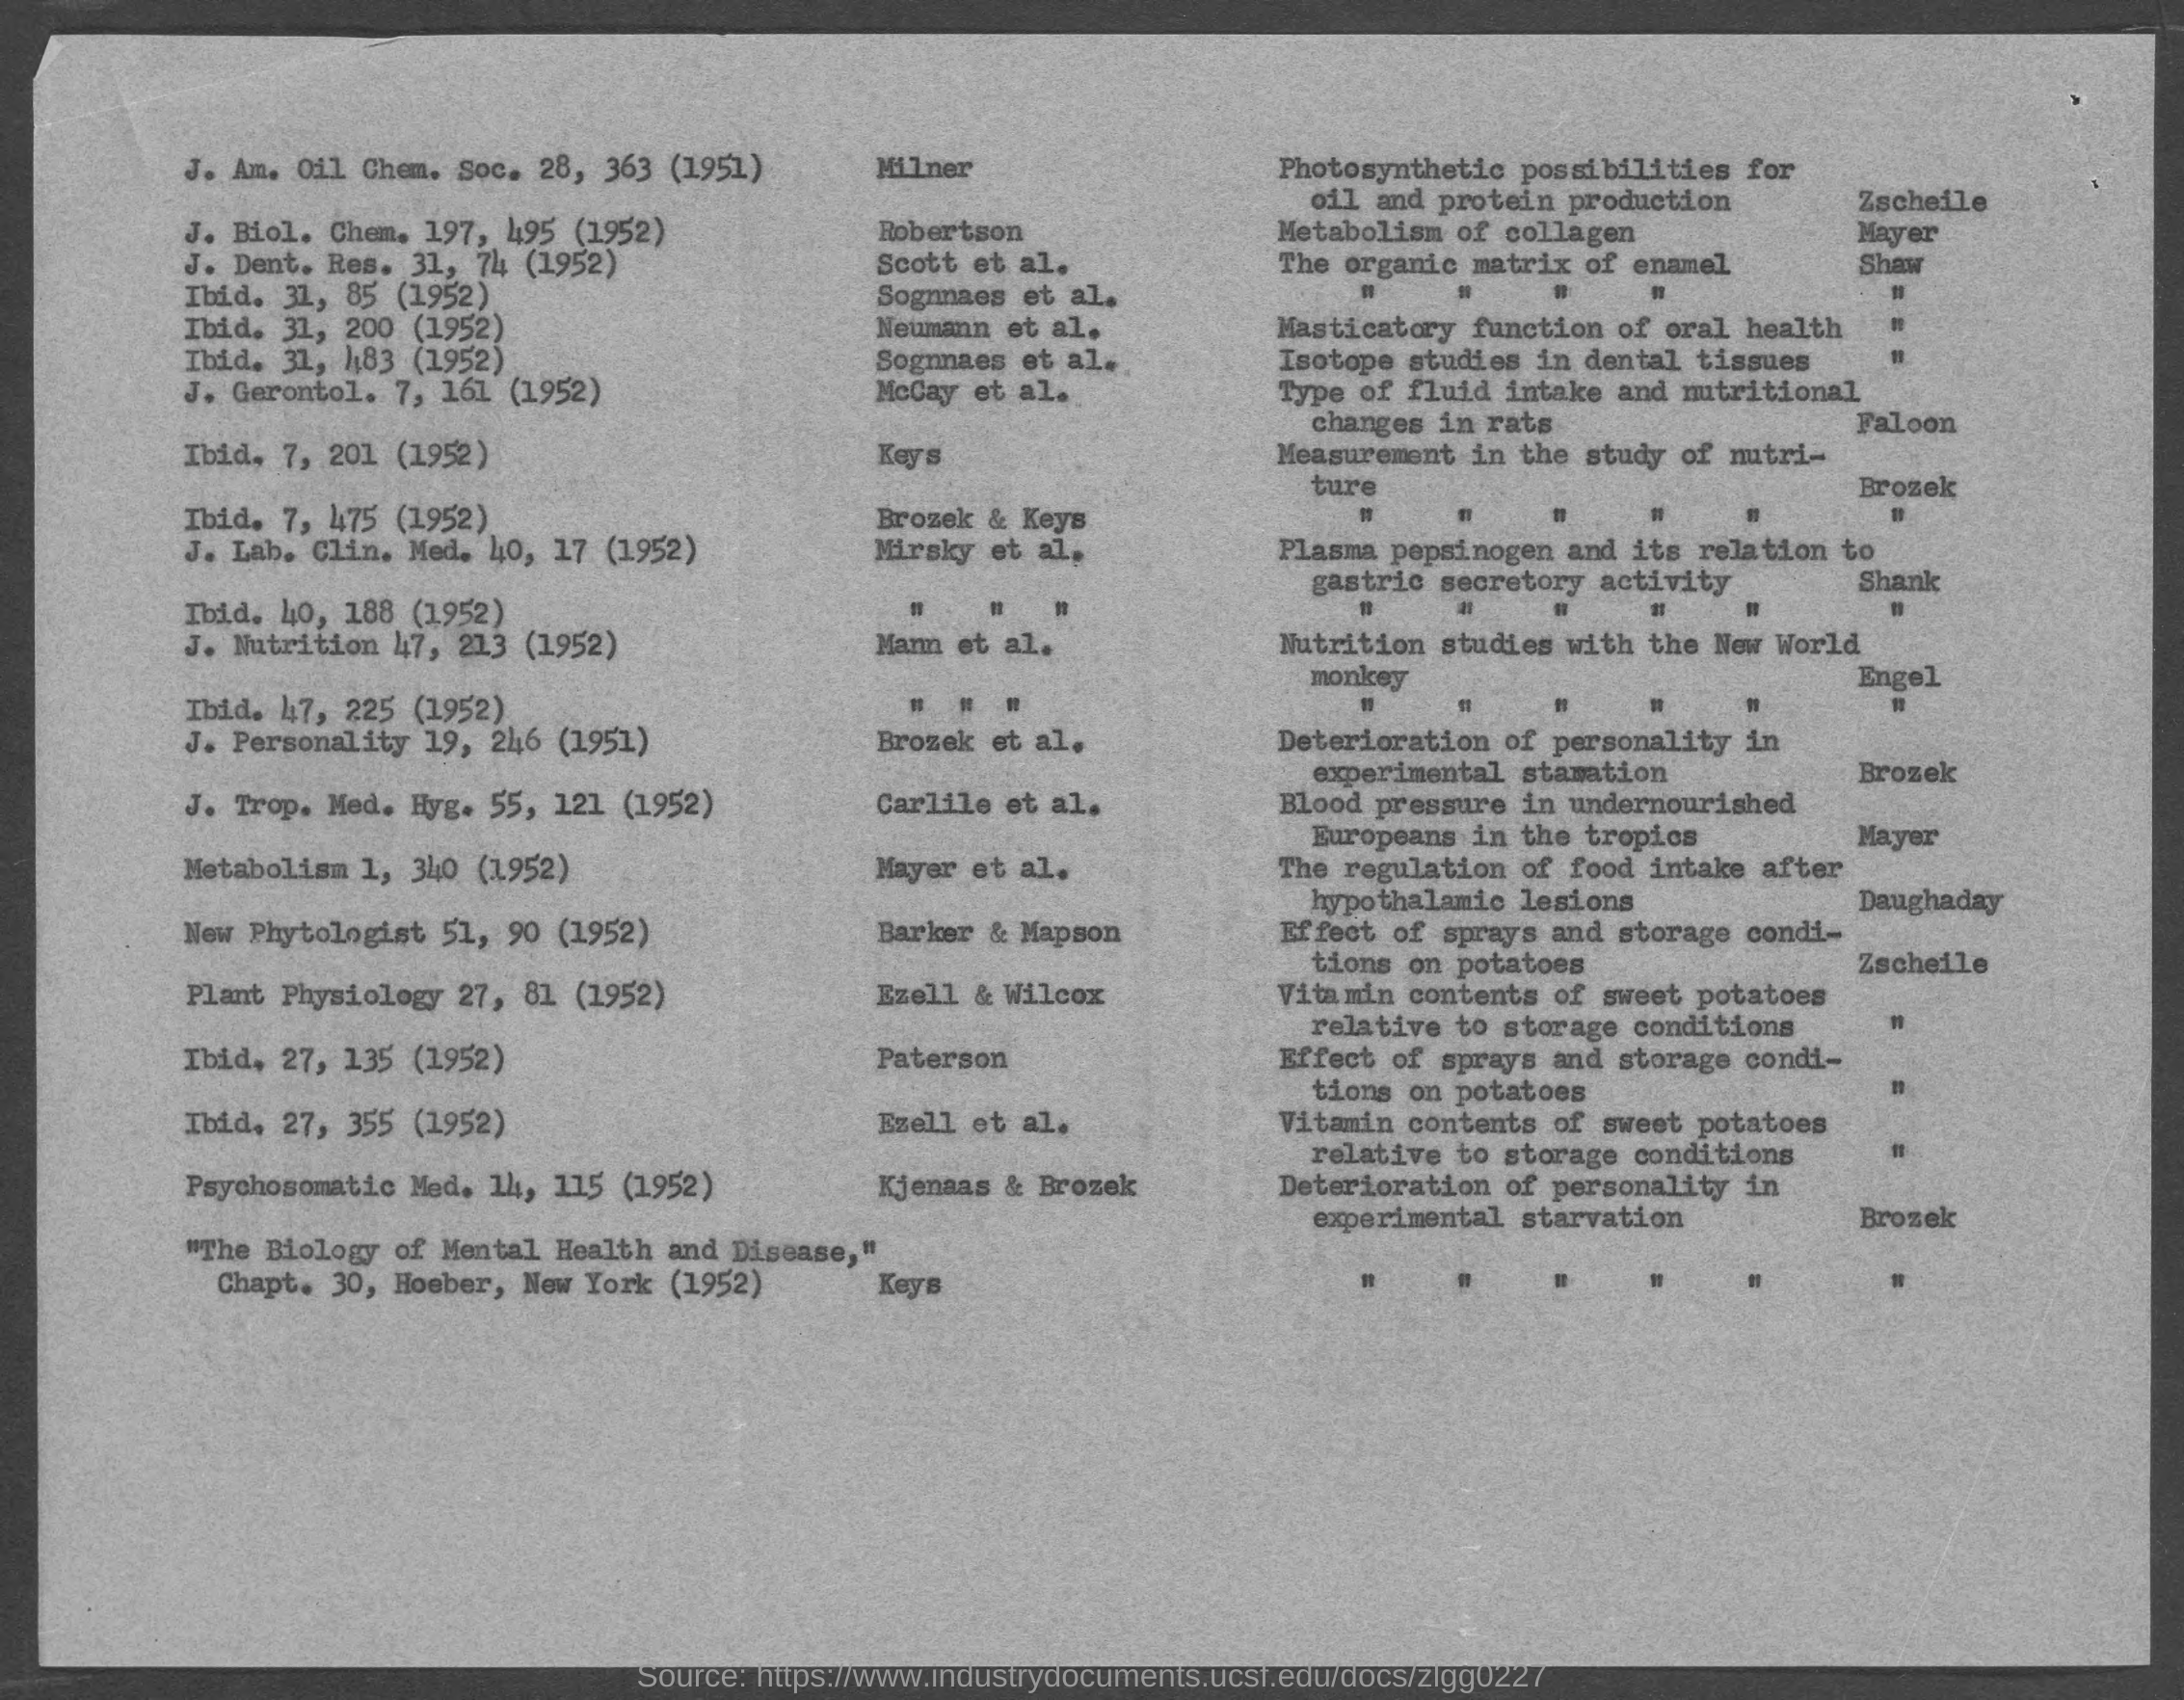 J. Am. Oil Chem. Soc. 28, 363 (1951) Milner Photosynthetic possibilities for
oil and protein production Zscheile
J. Biol. Chem. 197, 495 (1952) Robertson Metabolism of collagen Mayer
J. Dent. Res. 31, 74 (1952) Scott et al. The organic matrix of enamel Shaw
Ibid. 31, 85 (1952) Sognnaes et al. " " " " "
Ibid. 31, 200 (1952) Neumann et al. Masticatory function of oral health "
Ibid. 31, 483 (1952) Sognnaes et al. Isotope studies in dental tissues "
J. Gerontol. 7, 161 (1952) McCay et al. Type of fluid intake and nutritional
changes in rats Faloon
Ibid. 7, 201 (1952) Keys Measurement in the study of nutri-
ture Brozek
Ibid. 7, 475 (1952) Brozek & Keys " " " " " "
J. Lab. Clin. Med. 40, 17 (1952) Mirsky et al. Plasma pepsinogen and its relation to
gastric secretory activity Shank
Ibid. 40, 188 (1952) " " " " " " " " "
J. Nutrition 47, 213 (1952) Mann et al. Nutrition studies with the New World
monkey Engel
Ibid. 47, 225 (1952) " " " " " " " " "
J. Personality 19, 246 (1951) Brozek et al. Deterioration of personality in
experimental starvation Brozek
J. Trop. Med. Hyg. 55, 121 (1952) Carlile et al. Blood pressure in undernourished
Europeans in the tropics Mayer
Metabolism 1, 340 (1952) Mayer et al. The regulation of food intake after
hypothalamic lesions Daughaday
New Phytologist 51, 90 (1952) Barker & Mapson Effect of sprays and storage condi-
tions on potatoes Zscheile
Plant Physiology 27, 81 (1952) Ezell & Wilcox Vitamin contents of sweet potatoes
relative to storage conditions "
Ibid. 27, 135 (1952) Paterson Effect of sprays and storage condi-
tions on potatoes "
Ibid. 27, 355 (1952) Ezell et al. Vitamin contents of sweet potatoes
relative to storage conditions "
Psychosomatic Med. 14, 115 (1952) Kjenaas & Brozek Deterioration of personality in
experimental starvation Brozek
"The Biology of Mental Health and Disease,"
Chapt. 30, Hoeber, New York (1952) Keys " " " " " "
Source: https://www.industrydocuments.ucsf.edu/docs/zlgg0227